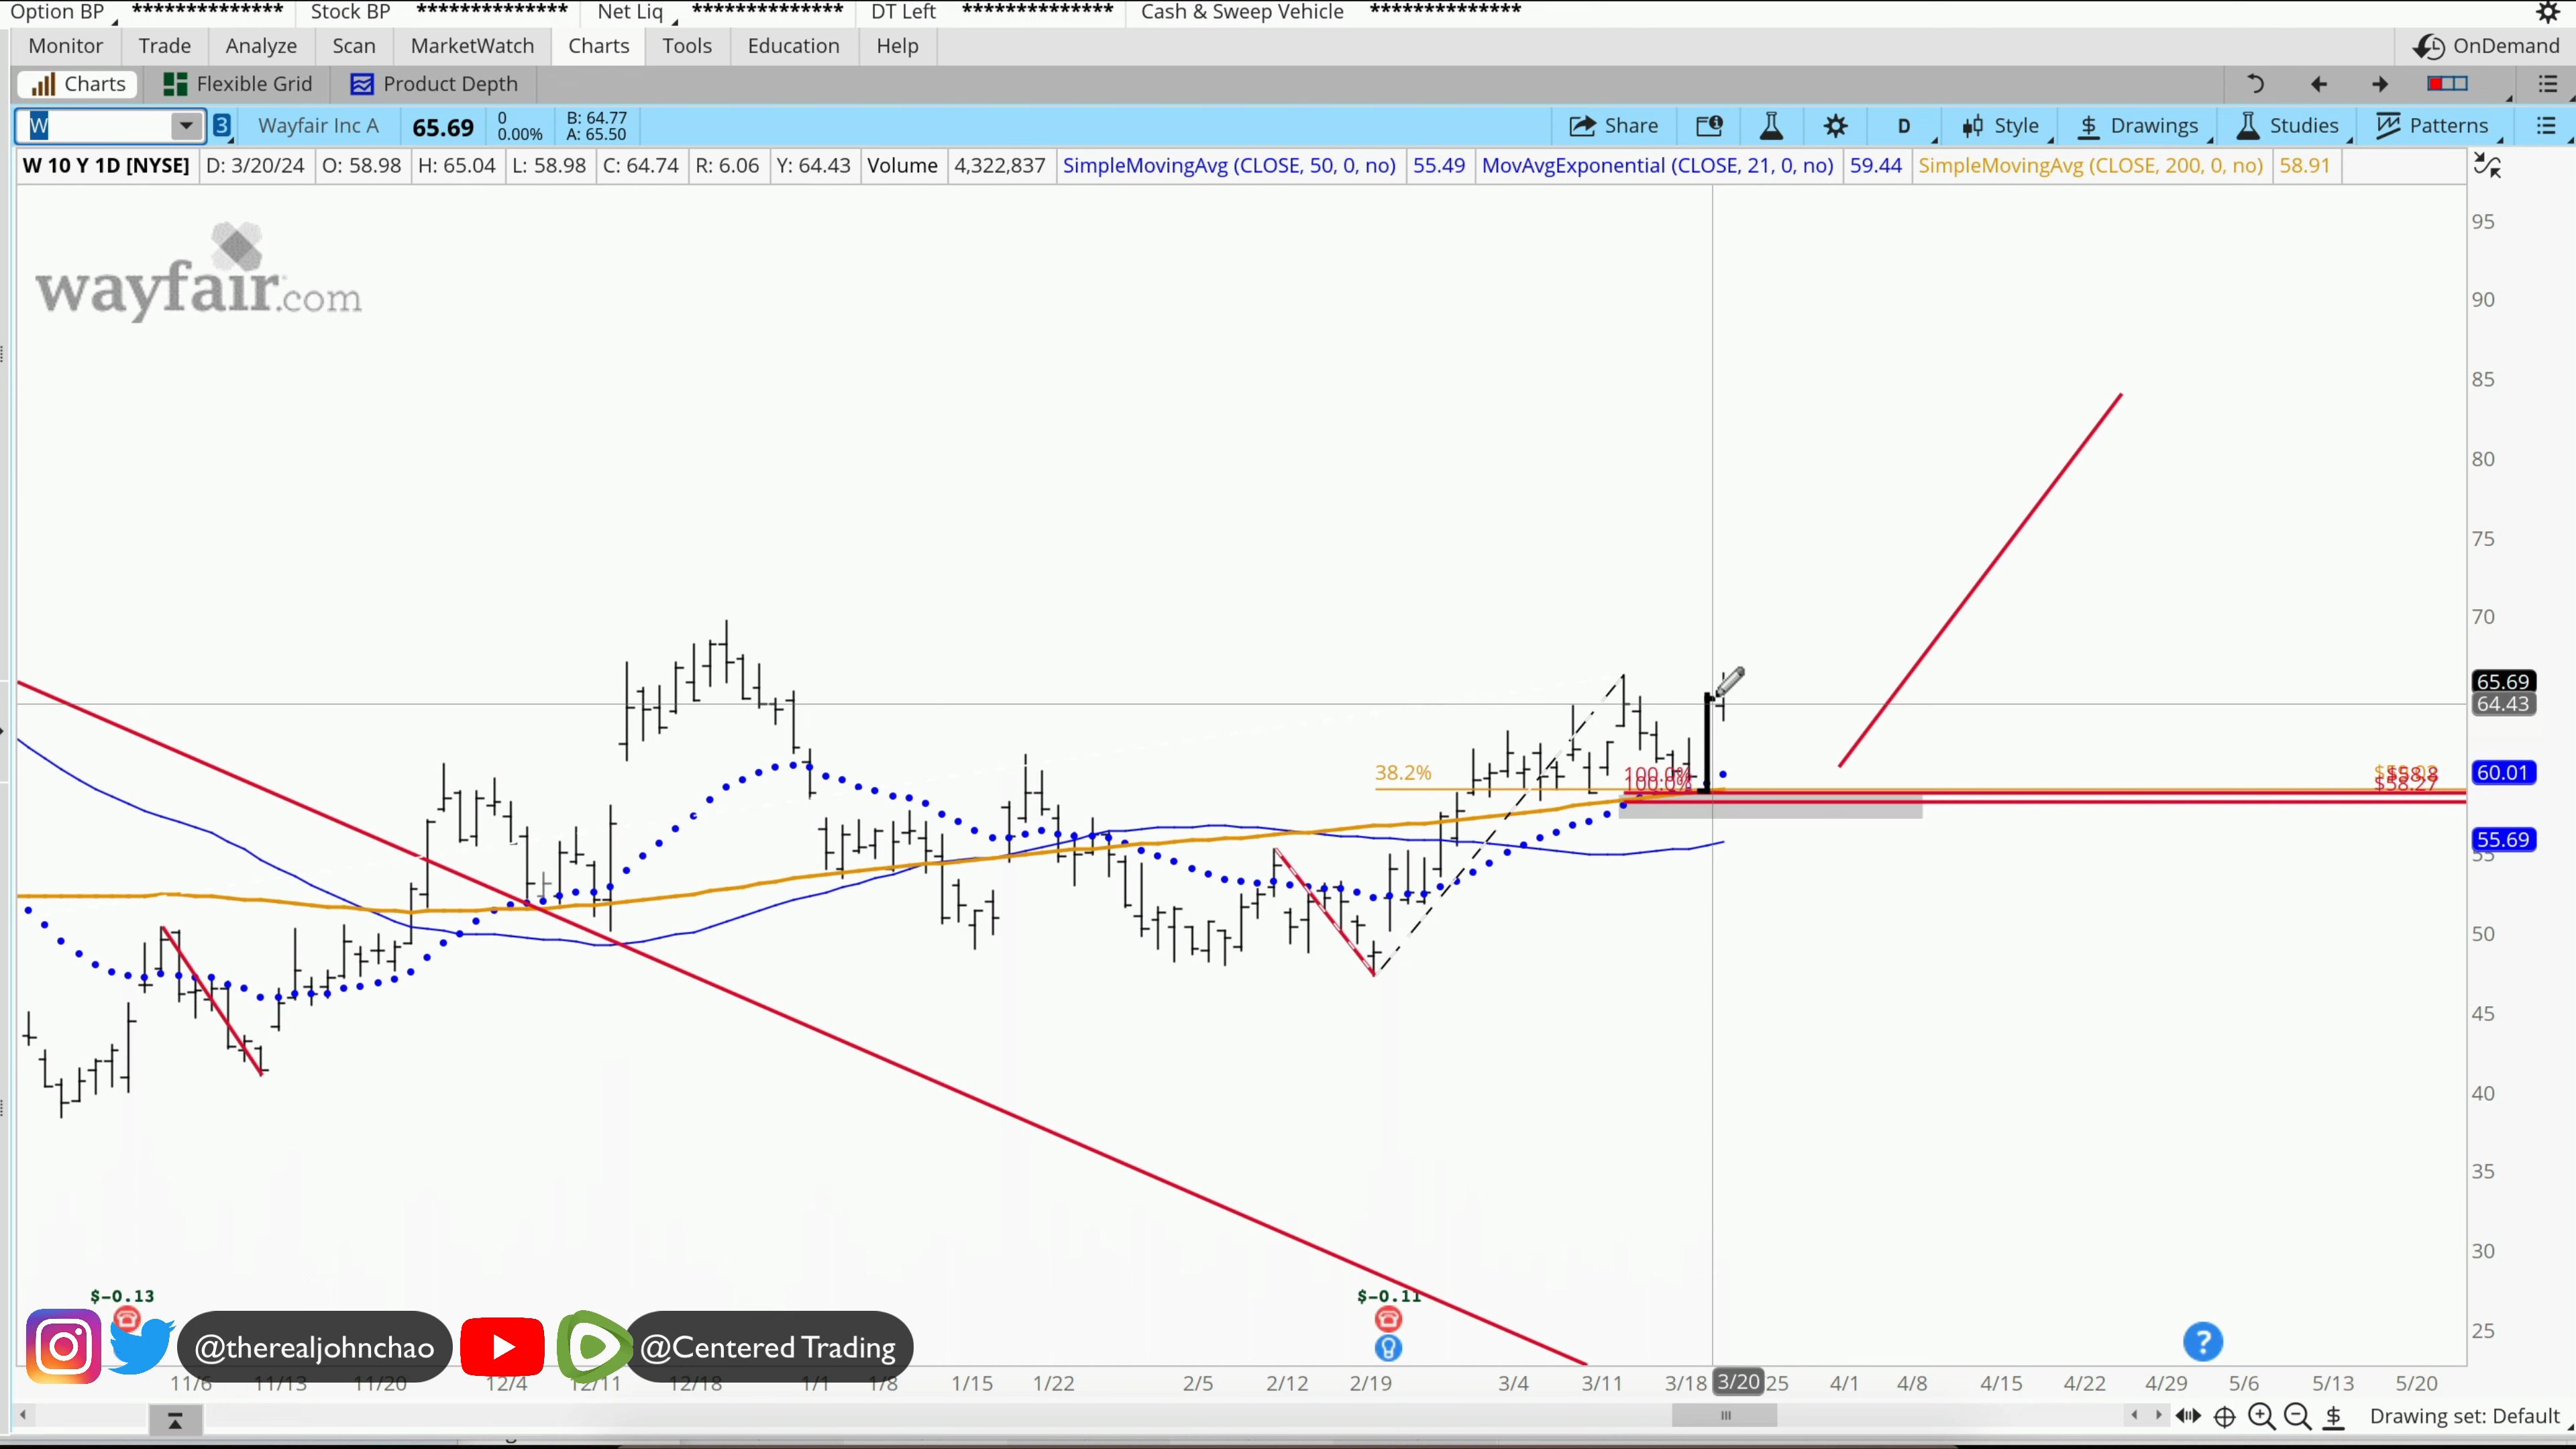 Option BP ************** Stock BP ************** Net Liq ************** DT Left ************** Cash & Sweep Vehicle **************
Monitor Trade Analyze Scan MarketWatch Charts Tools Education Help OnDemand
Charts Flexible Grid Product Depth
W 3 Wayfair Inc A 65.69 0 0.00% B: 64.77 A: 65.50 Share D Style $ Drawings Studies Patterns
W 10 Y 1D [NYSE] D: 3/20/24 O: 58.98 H: 65.04 L: 58.98 C: 64.74 R: 6.06 Y: 64.43 Volume 4,322,837 SimpleMovingAvg (CLOSE, 50, 0, no) 55.49 MovAvgExponential (CLOSE, 21, 0, no) 59.44 SimpleMovingAvg (CLOSE, 200, 0, no) 58.91
wayfair.com
95
90
85
80
75
70
65.69
64.43
38.2%
100.0%
100.0%
$58.27
60.01
55.69
55
50
45
40
35
30
25
$-0.13
$-0.11
@therealjohnchao @Centered Trading
?
11/6 11/13 11/20 12/4 12/11 12/18 1/1 1/8 1/15 1/22 2/5 2/12 2/19 3/4 3/11 3/18 3/20 25 4/1 4/8 4/15 4/22 4/29 5/6 5/13 5/20
$ Drawing set: Default